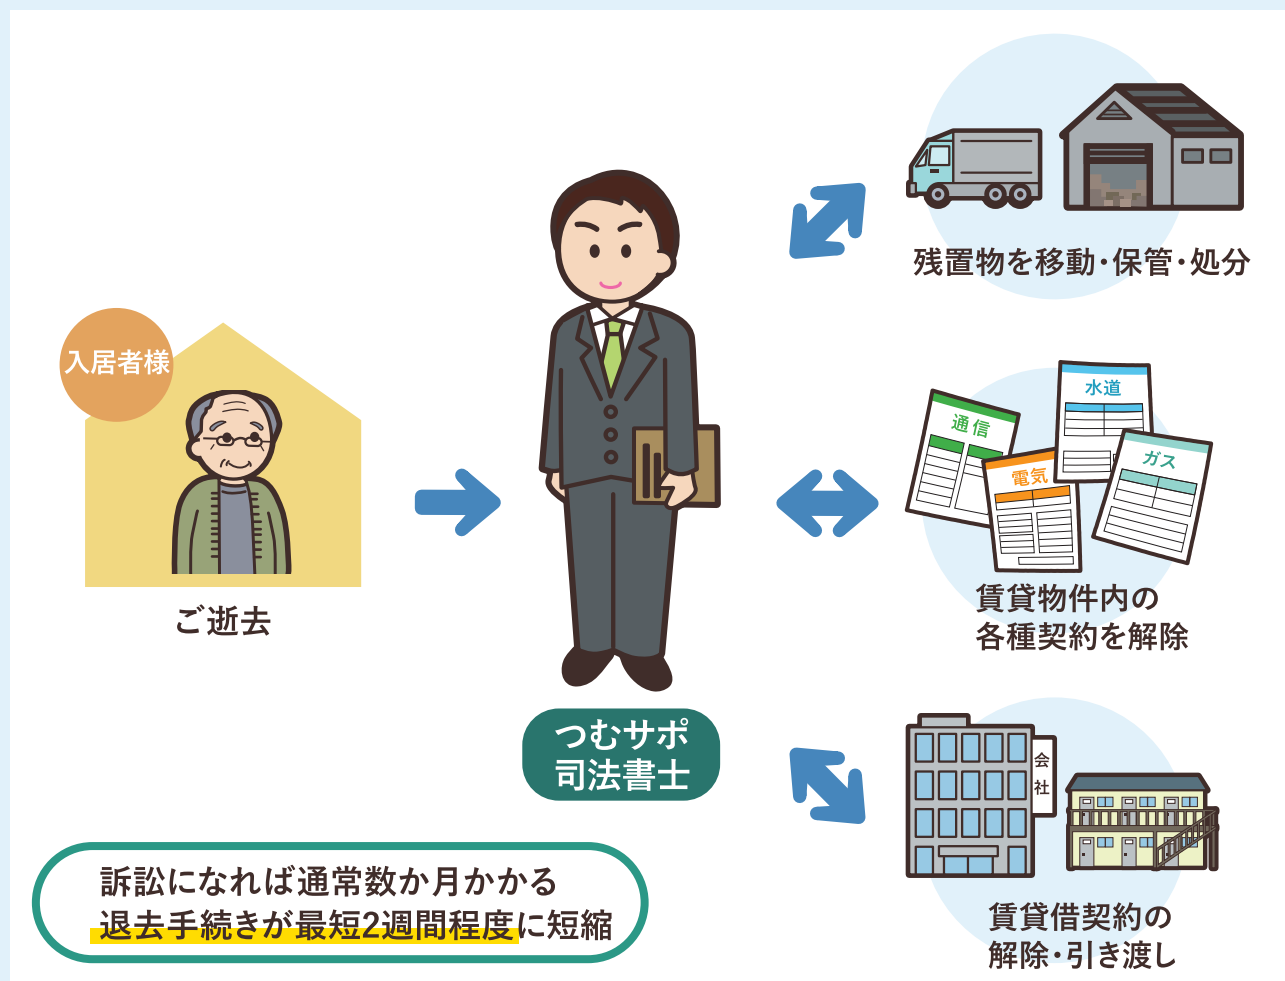 入居者様
ご逝去
つむサポ
司法書士
残置物を移動・保管・処分
通信
電気
水道
ガス
賃貸物件内の
各種契約を解除
会
社
賃貸借契約の
解除・引き渡し
訴訟になれば通常数か月かかる
退去手続きが最短2週間程度に短縮